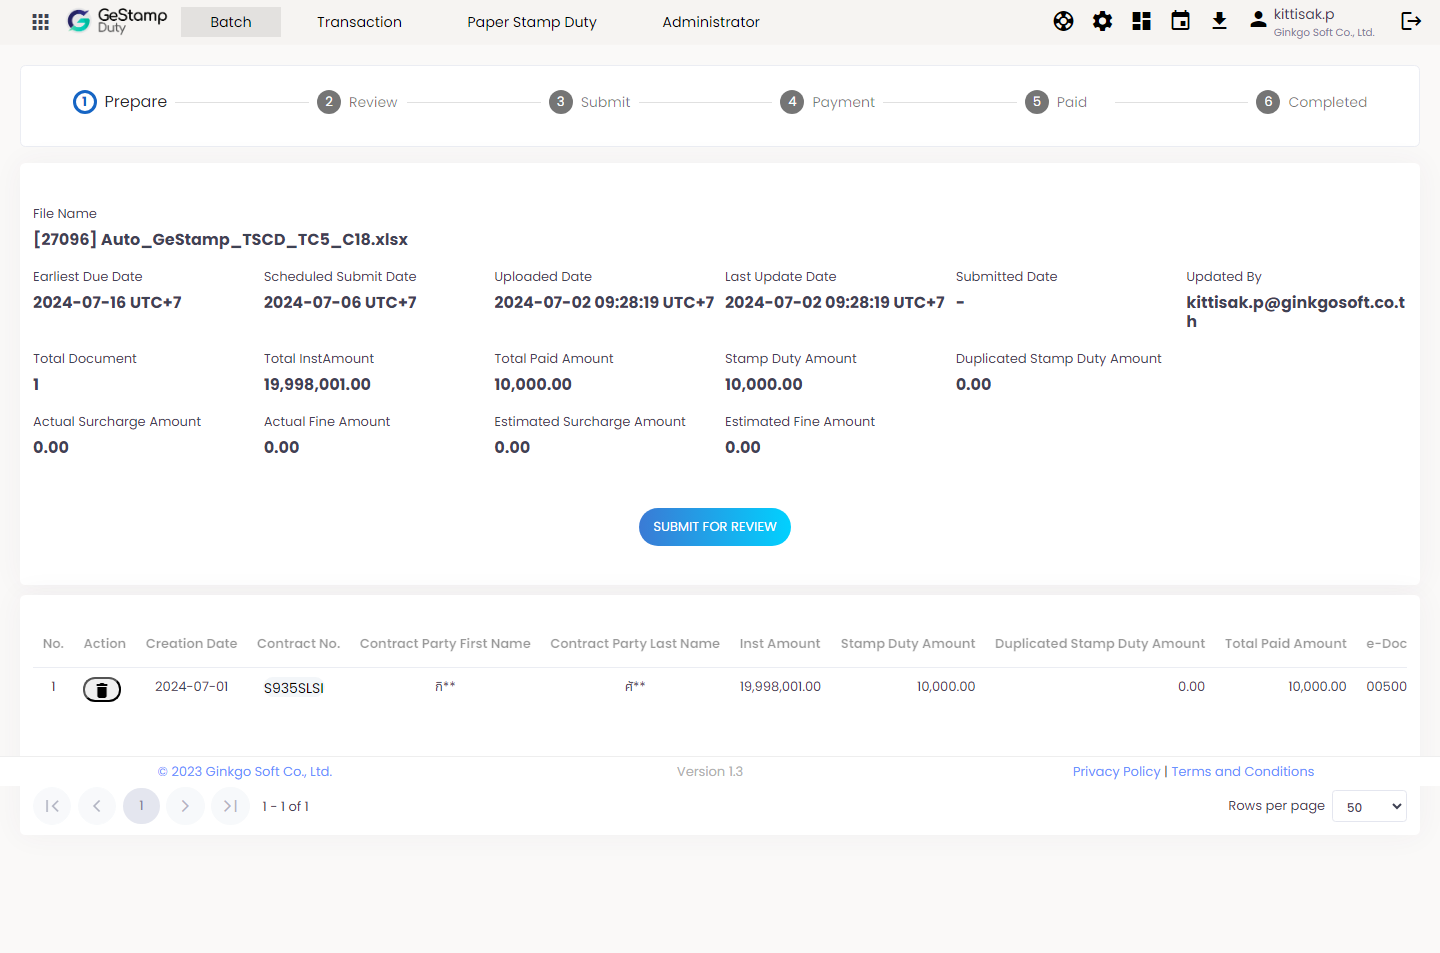 GeStamp
Duty
Batch
Transaction
Paper Stamp Duty
Administrator
kittisak.p
Ginkgo Soft Co., Ltd.
1 Prepare
2 Review
3 Submit
4 Payment
5 Paid
6 Completed
File Name
[27096] Auto_GeStamp_TSCD_TC5_C18.xlsx
Earliest Due Date Scheduled Submit Date Uploaded Date Last Update Date Submitted Date Updated By
2024-07-16 UTC+7 2024-07-06 UTC+7 2024-07-02 09:28:19 UTC+7 2024-07-02 09:28:19 UTC+7 - kittisak.p@ginkgosoft.co.t
h
Total Document Total InstAmount Total Paid Amount Stamp Duty Amount Duplicated Stamp Duty Amount
1 19,998,001.00 10,000.00 10,000.00 0.00
Actual Surcharge Amount Actual Fine Amount Estimated Surcharge Amount Estimated Fine Amount
0.00 0.00 0.00 0.00
SUBMIT FOR REVIEW
No. Action Creation Date Contract No. Contract Party First Name Contract Party Last Name Inst Amount Stamp Duty Amount Duplicated Stamp Duty Amount Total Paid Amount e-Doc
1 2024-07-01 S935SLSI กิ** ศั** 19,998,001.00 10,000.00 0.00 10,000.00 00500
© 2023 Ginkgo Soft Co., Ltd. Version 1.3 Privacy Policy | Terms and Conditions
1 1 - 1 of 1 Rows per page 50